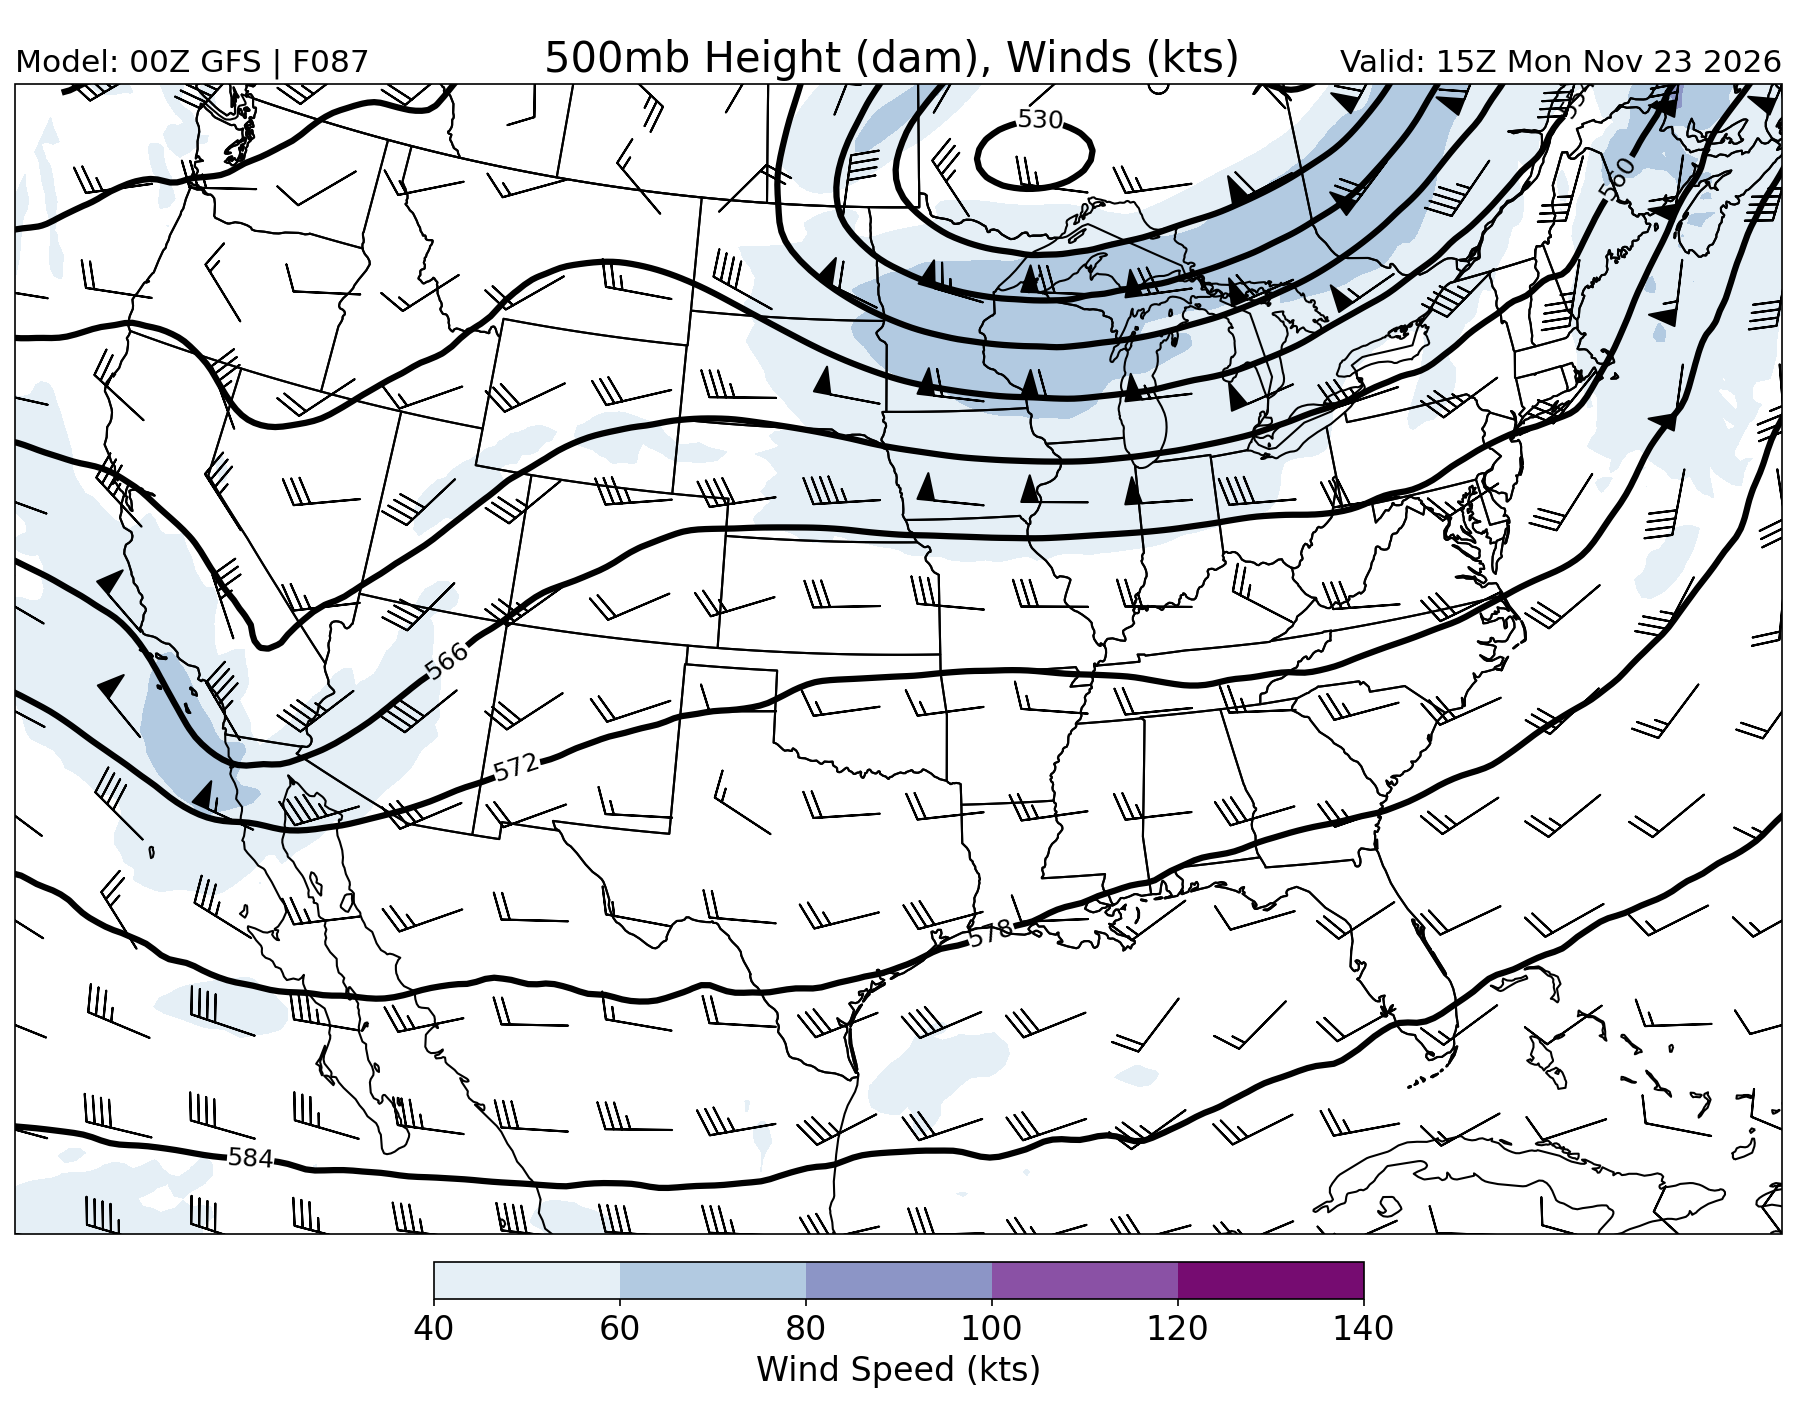 Model: 00Z GFS | F087
500mb Height (dam), Winds (kts)
Valid: 15Z Mon Nov 23 2026
530
560
566
572
578
584
40 60 80 100 120 140
Wind Speed (kts)